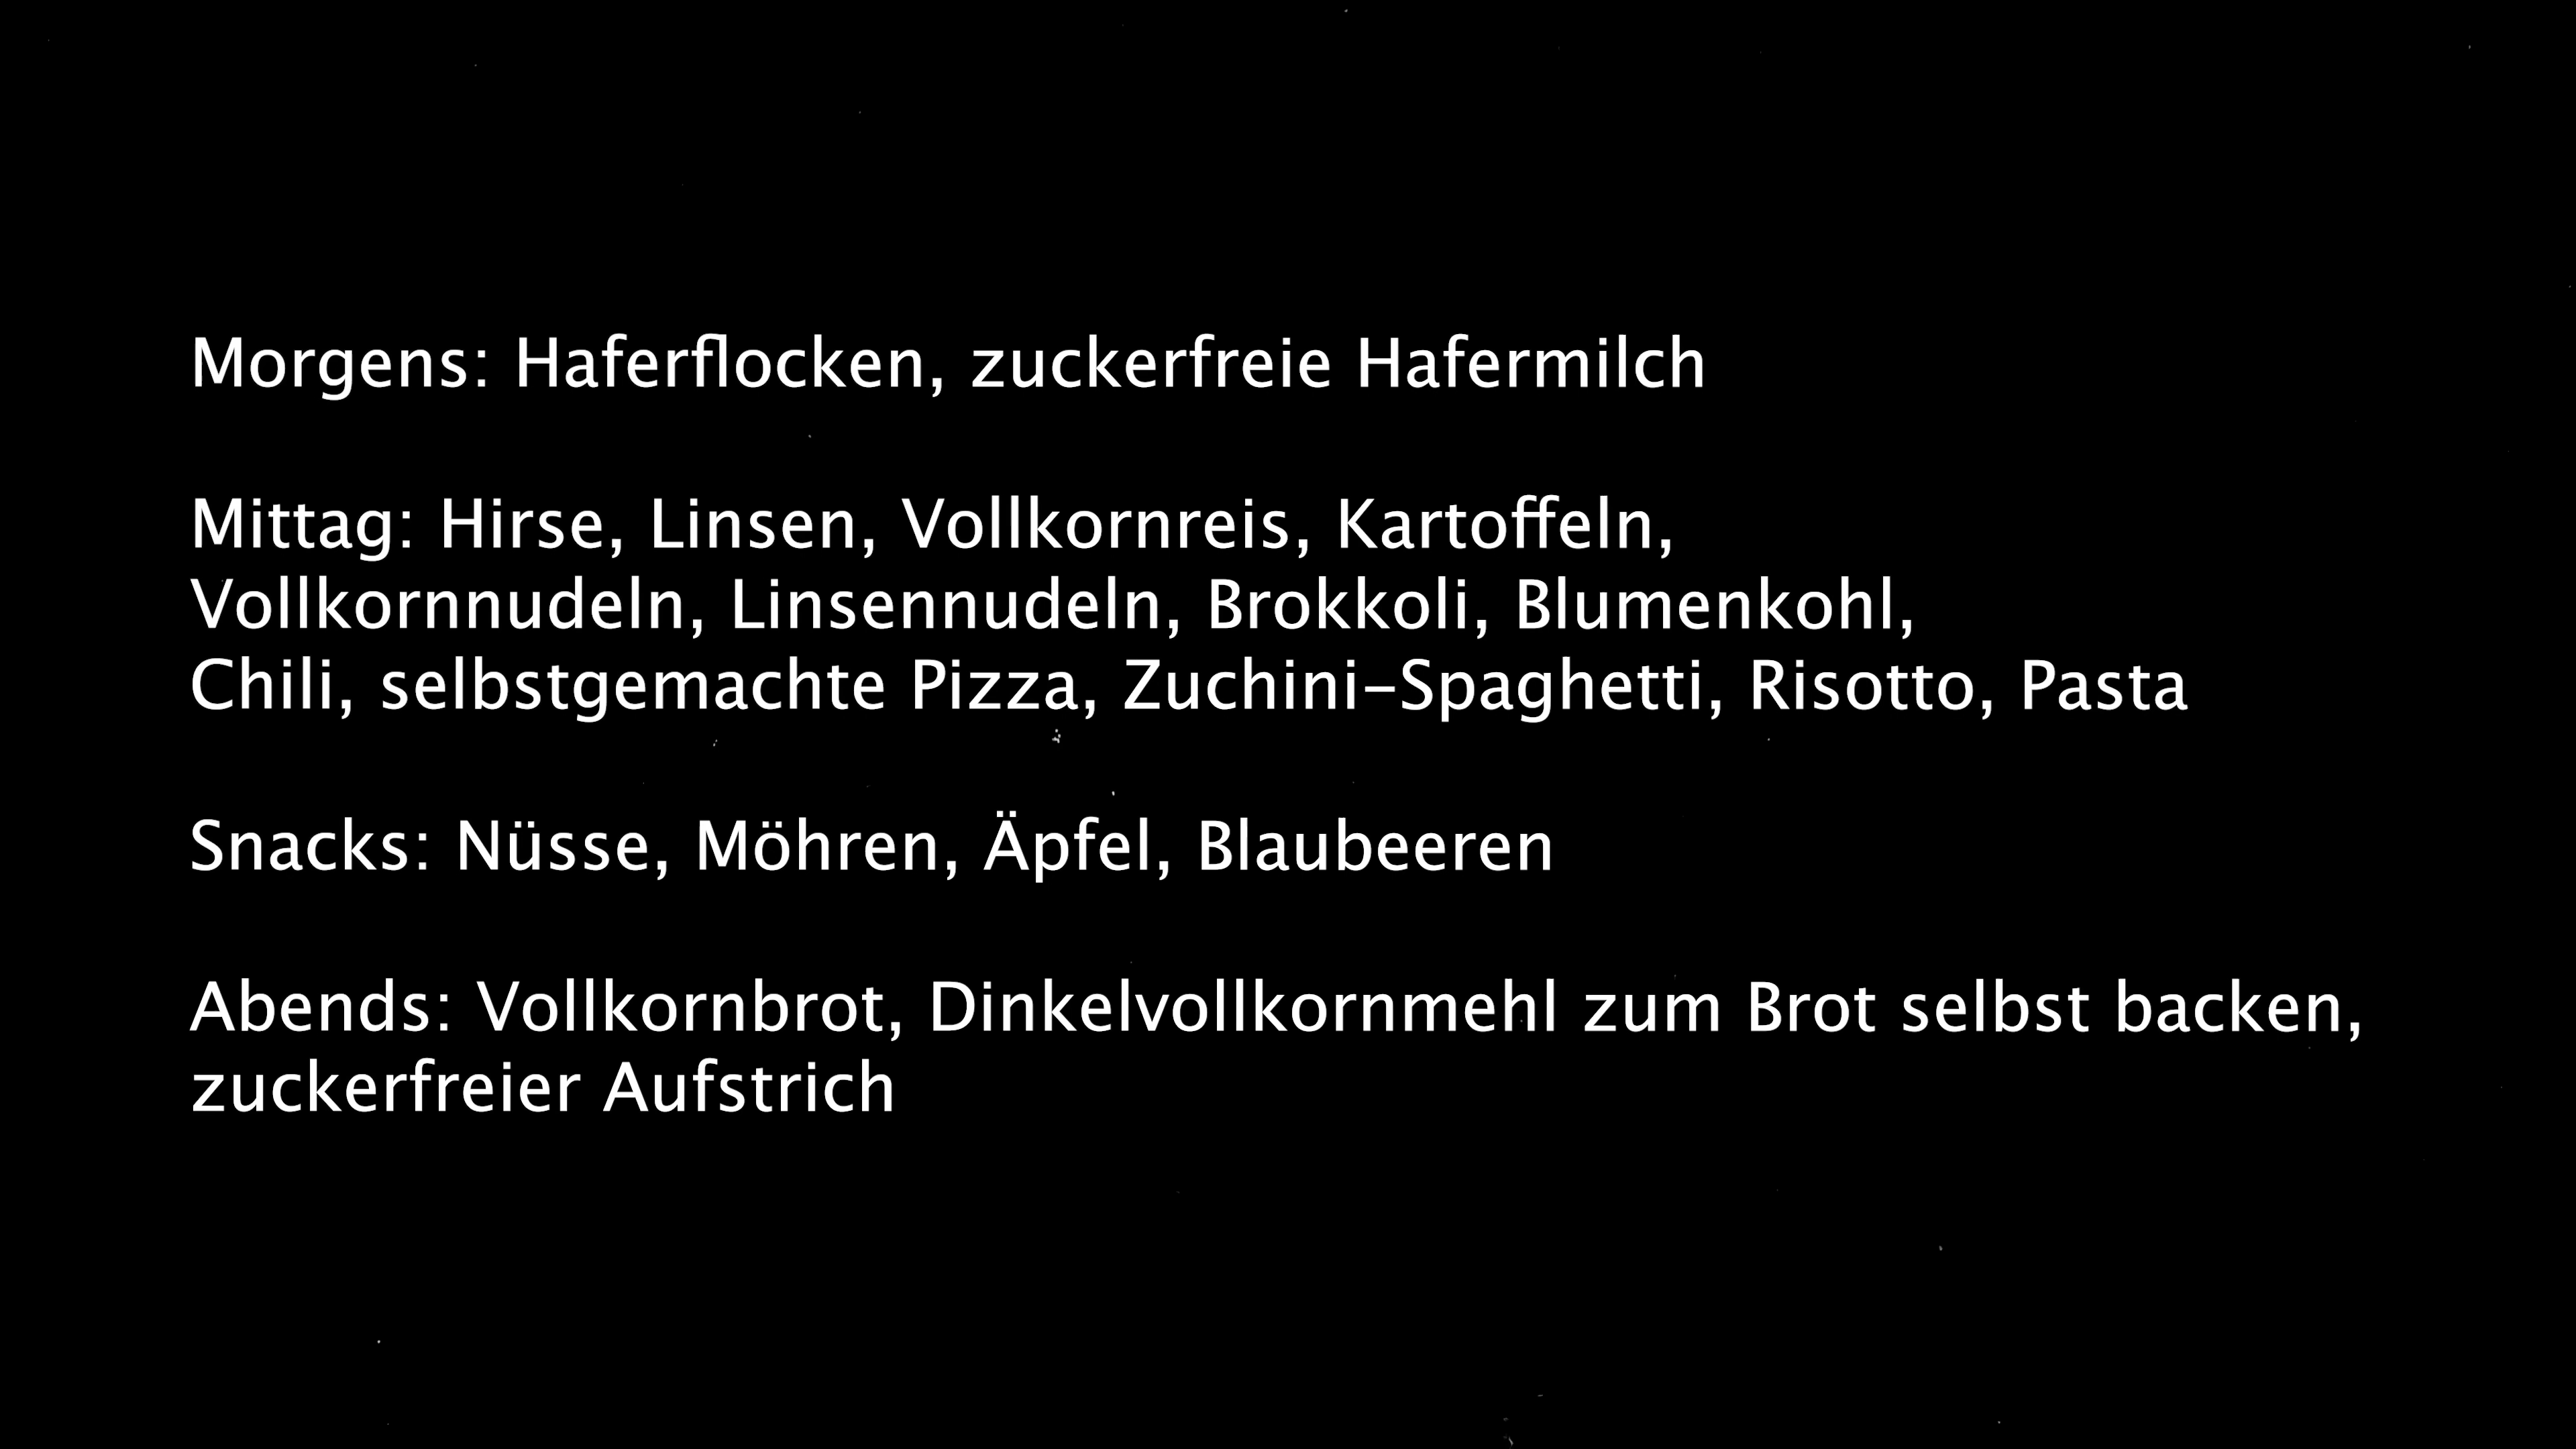 Morgens: Haferflocken, zuckerfreie Hafermilch
Mittag: Hirse, Linsen, Vollkornreis, Kartoffeln,
Vollkornnudeln, Linsennudeln, Brokkoli, Blumenkohl,
Chili, selbstgemachte Pizza, Zuchini-Spaghetti, Risotto, Pasta
Snacks: Nüsse, Möhren, Äpfel, Blaubeeren
Abends: Vollkornbrot, Dinkelvollkornmehl zum Brot selbst backen,
zuckerfreier Aufstrich